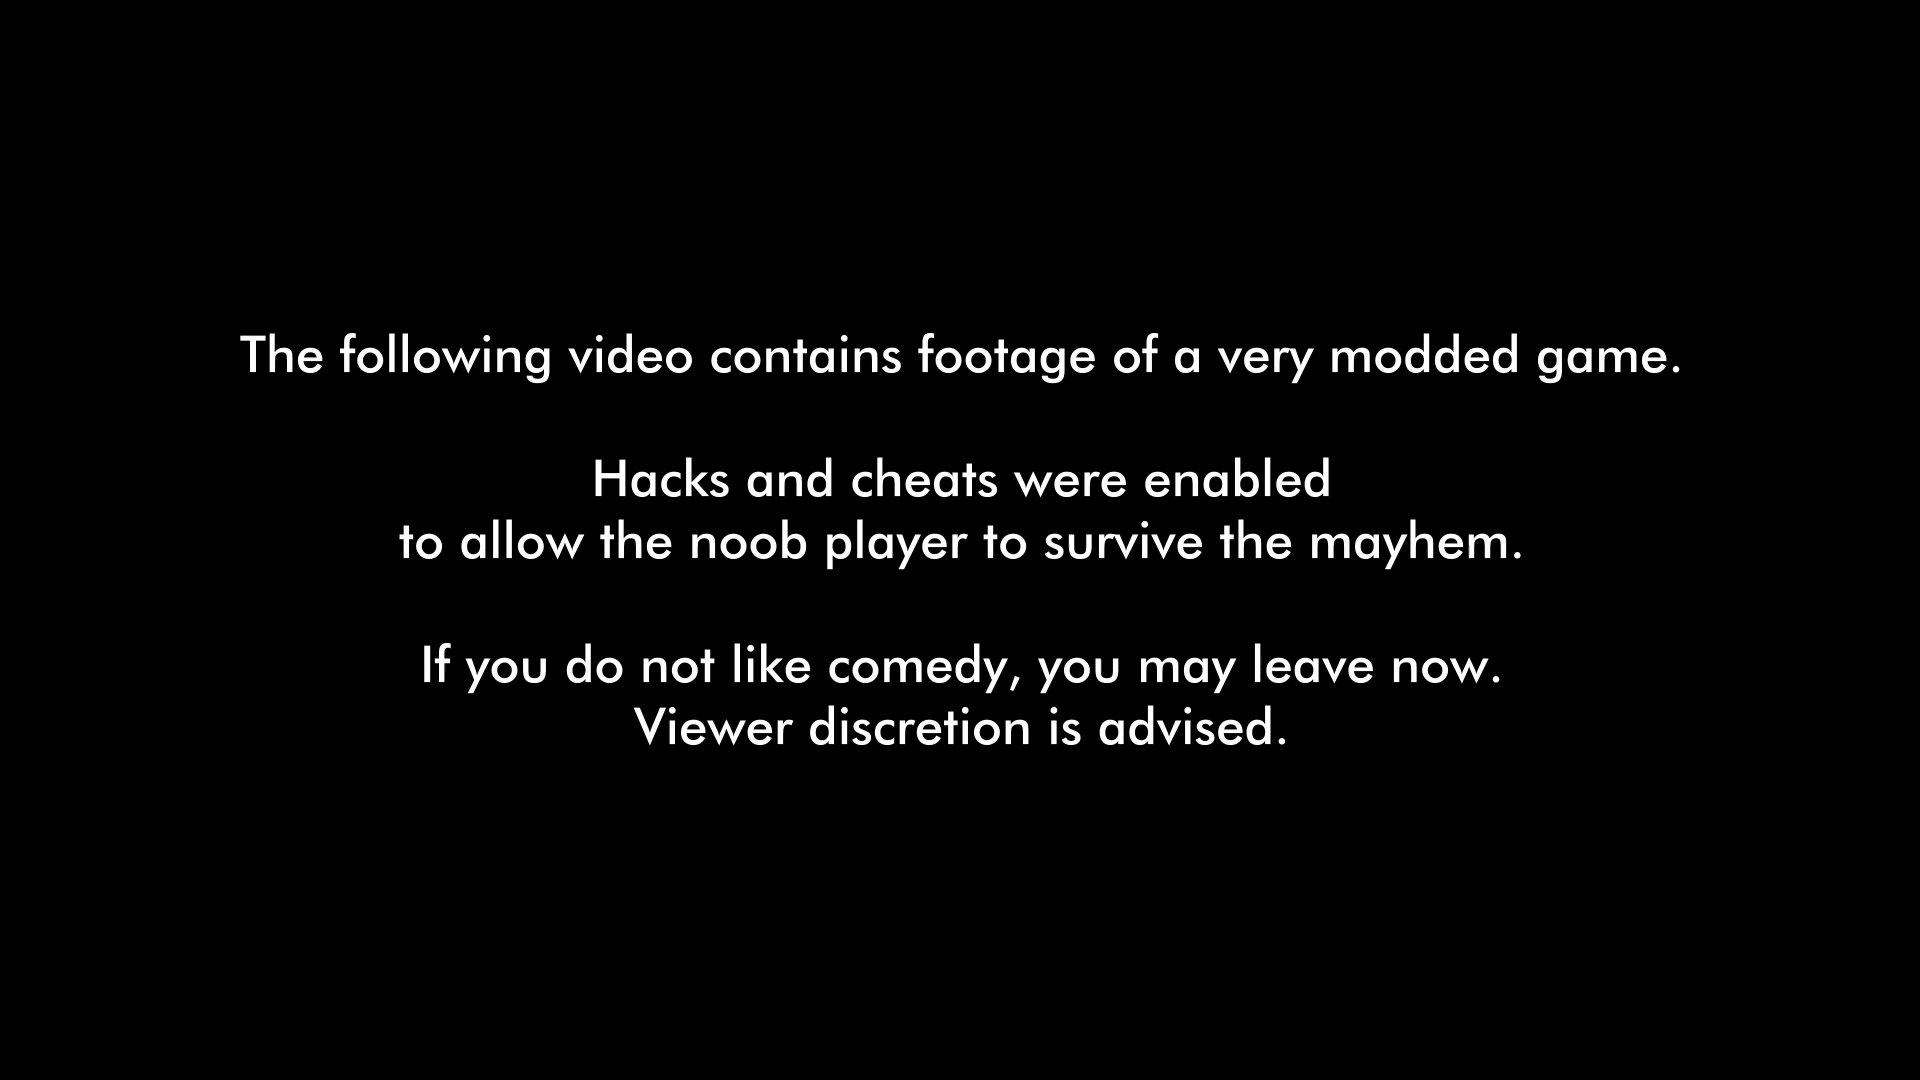 The following video contains footage of a very modded game.
Hacks and cheats were enabled
to allow the noob player to survive the mayhem.
If you do not like comedy, you may leave now.
Viewer discretion is advised.